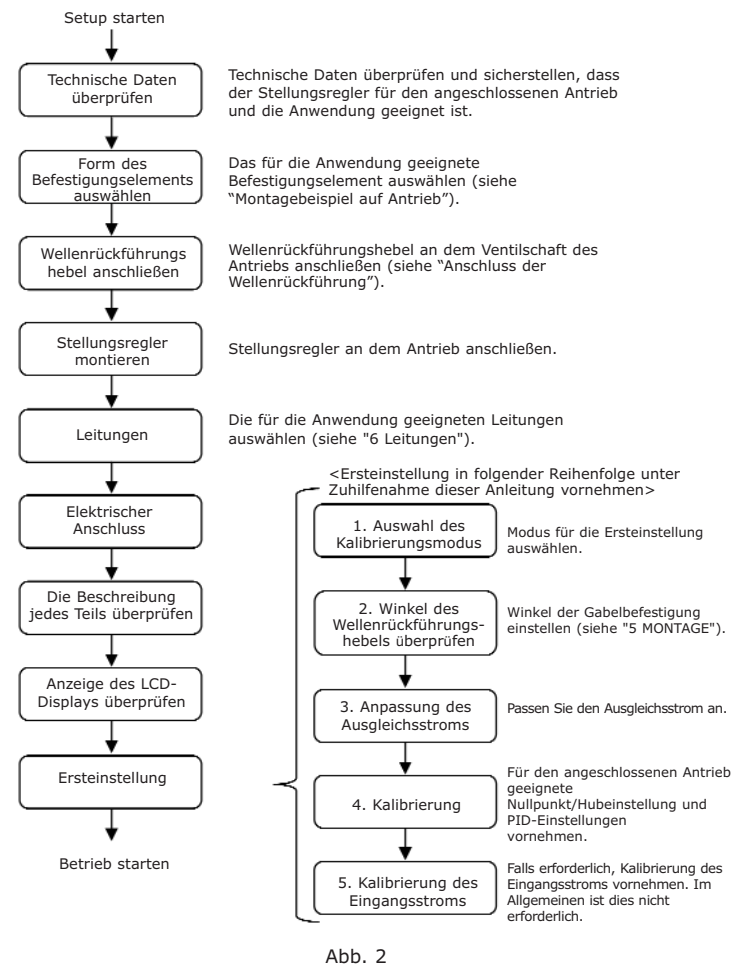 Setup starten
Technische Daten
überprüfen
Technische Daten überprüfen und sicherstellen, dass
der Stellungsregler für den angeschlossenen Antrieb
und die Anwendung geeignet ist.
Form des
Befestigungselements
auswählen
Das für die Anwendung geeignete
Befestigungselement auswählen (siehe
“Montagebeispiel auf Antrieb”).
Wellenrückführungs
hebel anschließen
Wellenrückführungshebel an dem Ventilschaft des
Antriebs anschließen (siehe “Anschluss der
Wellenrückführung”).
Stellungsregler
montieren
Stellungsregler an dem Antrieb anschließen.
Leitungen
Die für die Anwendung geeigneten Leitungen
auswählen (siehe "6 Leitungen").
Elektrischer
Anschluss
Die Beschreibung
jedes Teils überprüfen
Anzeige des LCD-
Displays überprüfen
Ersteinstellung
Betrieb starten
<Ersteinstellung in folgender Reihenfolge unter
Zuhilfenahme dieser Anleitung vornehmen>
1. Auswahl des
Kalibrierungsmodus
Modus für die Ersteinstellung
auswählen.
2. Winkel des
Wellenrückführungs-
hebels überprüfen
Winkel der Gabelbefestigung
einstellen (siehe "5 MONTAGE").
3. Anpassung des
Ausgleichsstroms
Passen Sie den Ausgleichsstrom an.
4. Kalibrierung
Für den angeschlossenen Antrieb
geeignete
Nullpunkt/Hubeinstellung und
PID-Einstellungen
vornehmen.
5. Kalibrierung des
Eingangsstroms
Falls erforderlich, Kalibrierung des
Eingangsstroms vornehmen. Im
Allgemeinen ist dies nicht
erforderlich.
Abb. 2